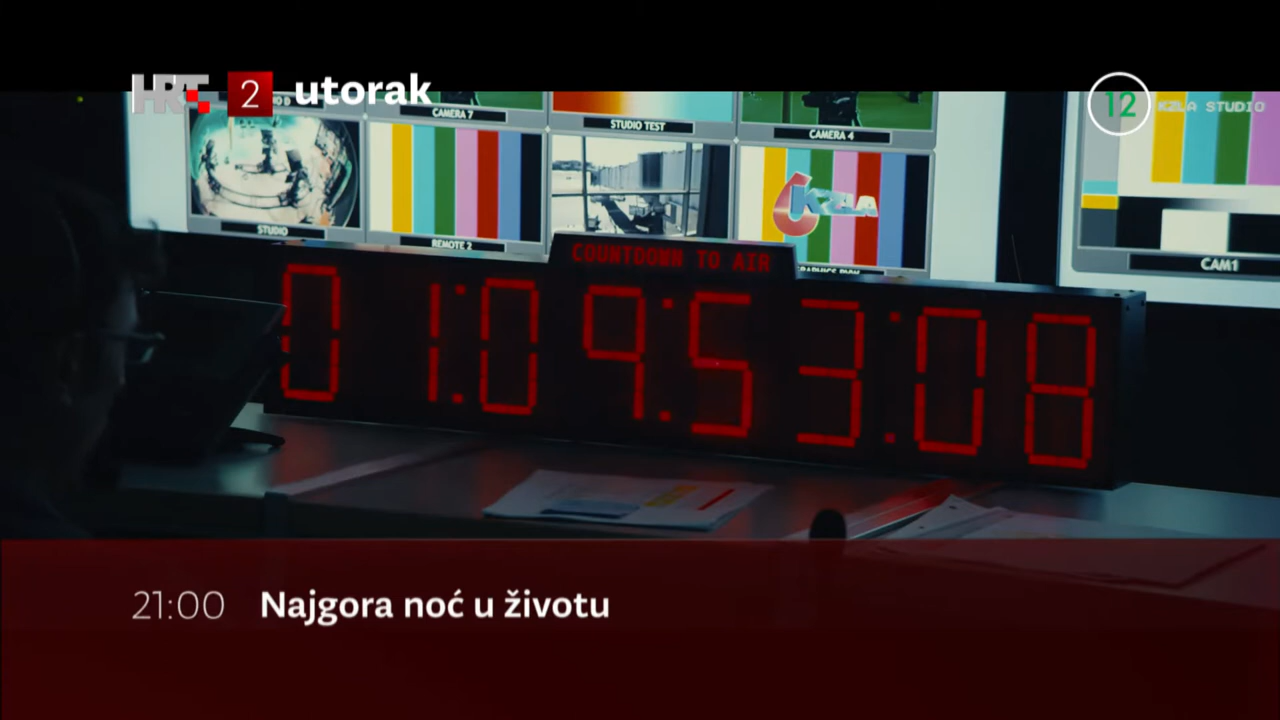 HRT 2 utorak
12
KZLA STUDIO
CAMERA 7
STUDIO TEST
CAMERA 4
KZLA
STUDIO
REMOTE 2
CAM1
COUNTDOWN TO AIR
01:09:53:08
21:00 Najgora noć u životu